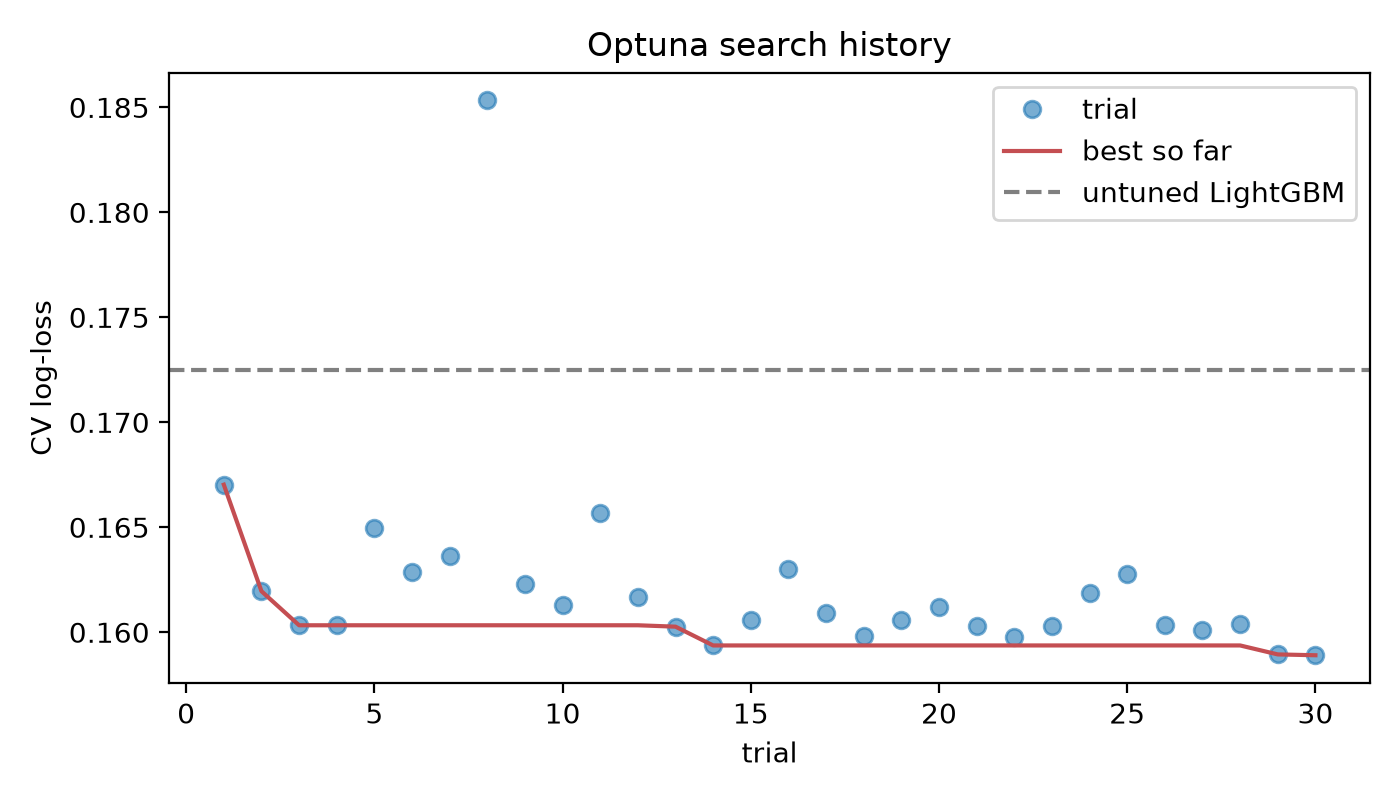 Optuna search history
trial
best so far
untuned LightGBM
0.185
0.180
0.175
0.170
0.165
0.160
CV log-loss
0 5 10 15 20 25 30
trial